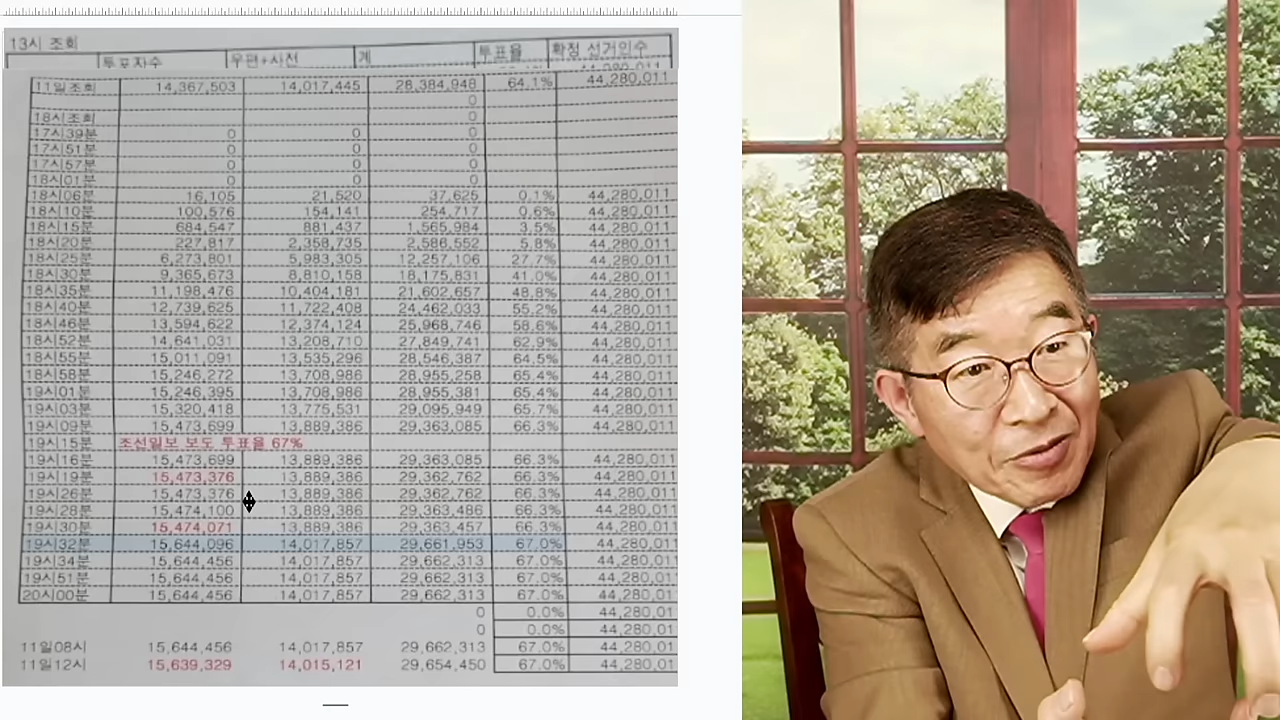 13시 조회
투표자수 우편+사전 계 투표율 확정 선거인수
11일조회 14,367,503 14,017,445 28,384,948 64.1% 44,280,011
0
18시조회 0
17시39분 0 0 0
17시51분 0 0 0
17시57분 0 0 0
18시01분 0 0 0
18시06분 16,105 21,520 37,625 0.1% 44,280,011
18시10분 100,576 154,141 254,717 0.6% 44,280,011
18시15분 684,547 881,437 1,565,984 3.5% 44,280,011
18시20분 227,817 2,358,735 2,586,552 5.8% 44,280,011
18시25분 6,273,801 5,983,305 12,257,106 27.7% 44,280,011
18시30분 9,365,673 8,810,158 18,175,831 41.0% 44,280,011
18시35분 11,198,476 10,404,181 21,602,657 48.8% 44,280,011
18시40분 12,739,625 11,722,408 24,462,033 55.2% 44,280,011
18시46분 13,594,622 12,374,124 25,968,746 58.6% 44,280,011
18시52분 14,641,031 13,208,710 27,849,741 62.9% 44,280,011
18시55분 15,011,091 13,535,296 28,546,387 64.5% 44,280,011
18시58분 15,246,272 13,708,986 28,955,258 65.4% 44,280,011
19시01분 15,246,395 13,708,986 28,955,381 65.4% 44,280,011
19시03분 15,320,418 13,775,531 29,095,949 65.7% 44,280,011
19시09분 15,473,699 13,889,386 29,363,085 66.3% 44,280,011
19시15분 조선일보 보도 투표율 67%
19시16분 15,473,699 13,889,386 29,363,085 66.3% 44,280,011
19시19분 15,473,376 13,889,386 29,362,762 66.3% 44,280,011
19시26분 15,473,376 13,889,386 29,362,762 66.3% 44,280,011
19시28분 15,474,100 13,889,386 29,363,486 66.3% 44,280,011
19시30분 15,474,071 13,889,386 29,363,457 66.3% 44,280,011
19시32분 15,644,096 14,017,857 29,661,953 67.0% 44,280,011
19시34분 15,644,456 14,017,857 29,662,313 67.0% 44,280,011
19시51분 15,644,456 14,017,857 29,662,313 67.0% 44,280,011
20시00분 15,644,456 14,017,857 29,662,313 67.0% 44,280,011
0 0.0% 44,280,01
0 0.0% 44,280,01
11일08시 15,644,456 14,017,857 29,662,313 67.0% 44,280,01
11일12시 15,639,329 14,015,121 29,654,450 67.0% 44,280,01